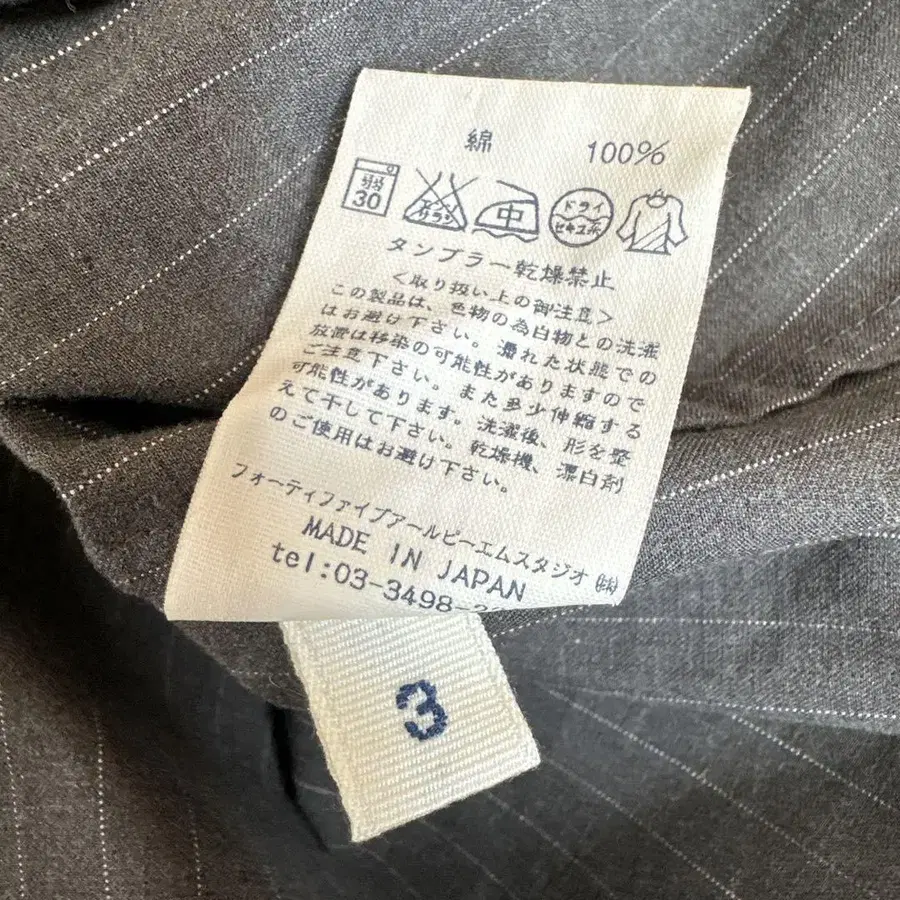 綿 100%
弱 30 エンソサラシ 中 ドライ セキユ系
タンブラー乾燥禁止
<取り扱い上の御注意>
この製品は、色物の為白物との洗濯
はお避け下さい。濡れた状態での
放置は移染の可能性がありますので
ご注意下さい。また多少伸縮する
可能性があります。洗濯後、形を整
えて干して下さい。乾燥機、漂白剤
のご使用はお避け下さい。
フォーティファイブアールピーエムスタジオ㈱
MADE IN JAPAN
tel:03-3498-
3